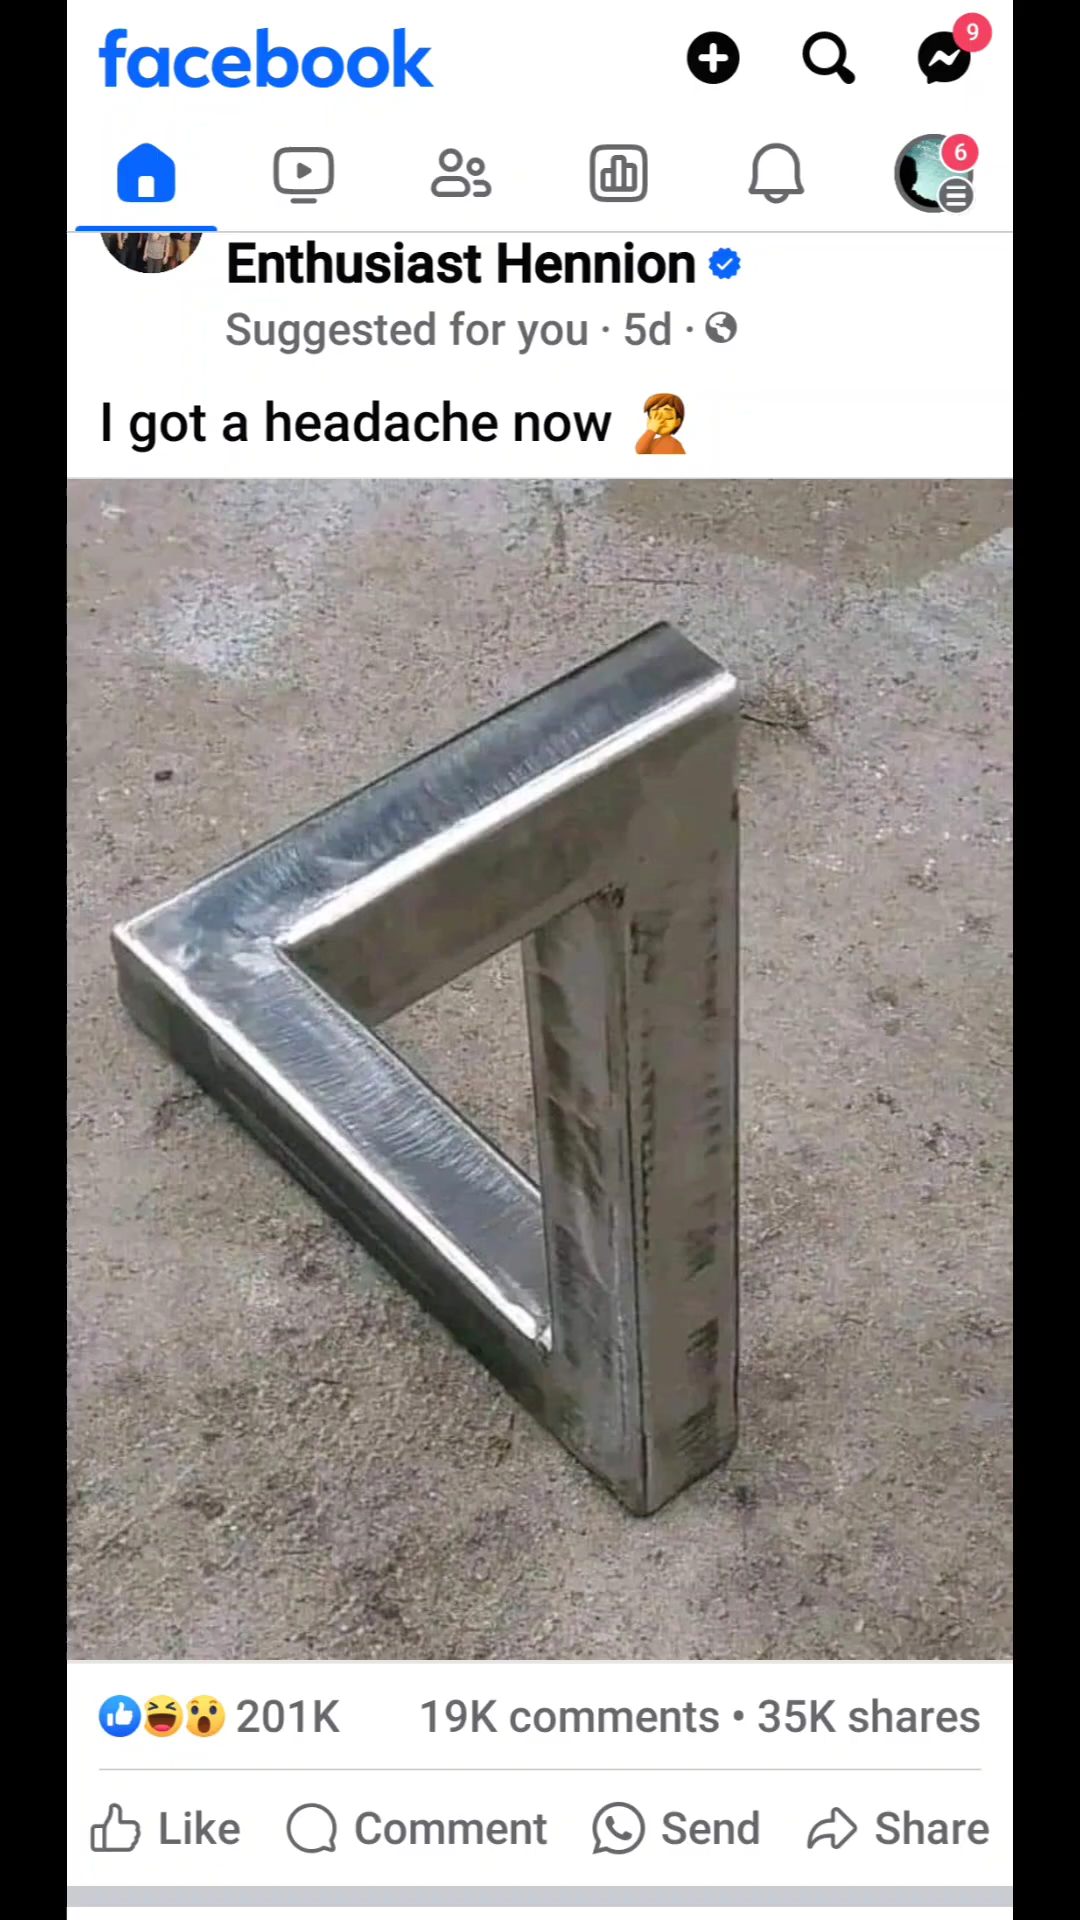 facebook
9
6
Enthusiast Hennion
Suggested for you · 5d ·
I got a headache now 🤦
201K 19K comments • 35K shares
Like Comment Send Share